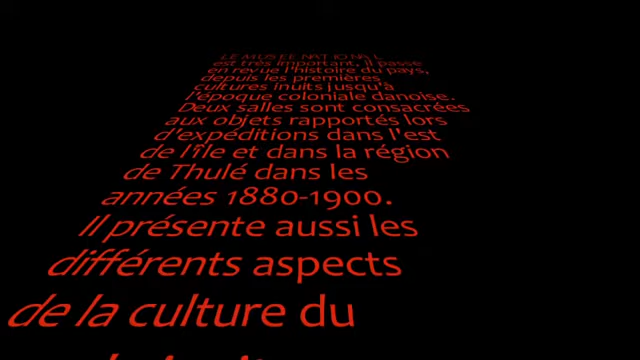 LE MUSEE NATIONAL
est très important. Il passe
en revue l'histoire du pays,
depuis les premières
cultures inuits jusqu'à
l'époque coloniale danoise.
Deux salles sont consacrées
aux objets rapportés lors
d'expéditions dans l'est
de l'île et dans la région
de Thulé dans les
années 1880-1900.
Il présente aussi les
différents aspects
de la culture du